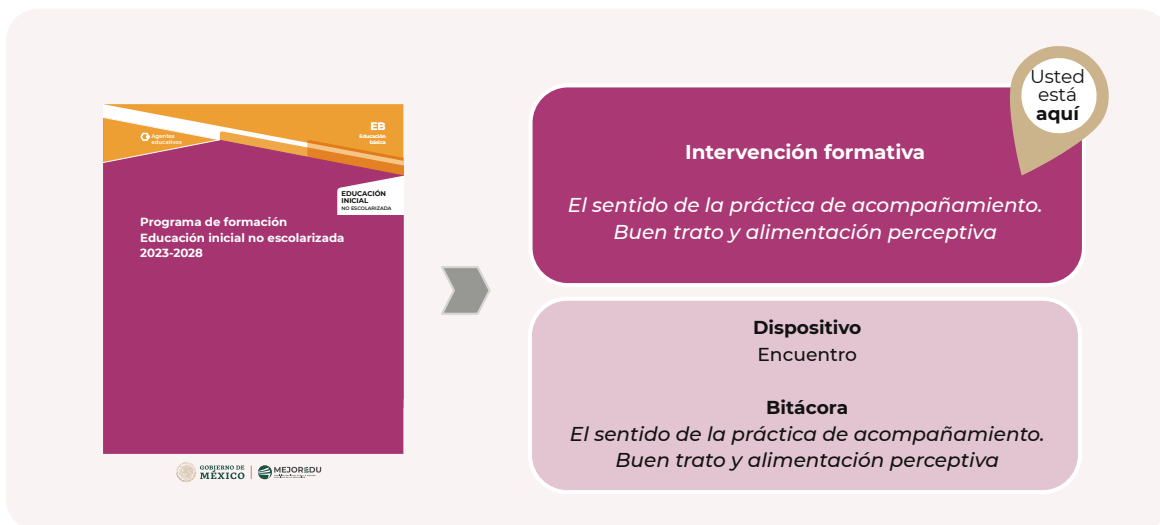 Agentes
educativos
EB
Educación
básica
EDUCACIÓN
INICIAL
NO ESCOLARIZADA
Programa de formación
Educación inicial no escolarizada
2023-2028
GOBIERNO DE
MÉXICO
MEJOREDU
Usted
está
aquí
Intervención formativa
El sentido de la práctica de acompañamiento.
Buen trato y alimentación perceptiva
Dispositivo
Encuentro
Bitácora
El sentido de la práctica de acompañamiento.
Buen trato y alimentación perceptiva